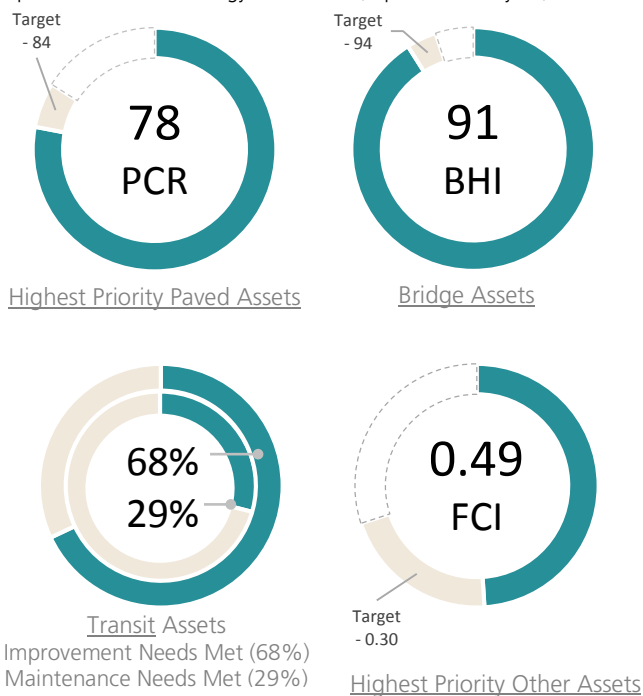 Target
- 84
78
PCR
Highest Priority Paved Assets
Target
- 94
91
BHI
Bridge Assets
68%
29%
Transit Assets
Improvement Needs Met (68%)
Maintenance Needs Met (29%)
0.49
FCI
Target
- 0.30
Highest Priority Other Assets